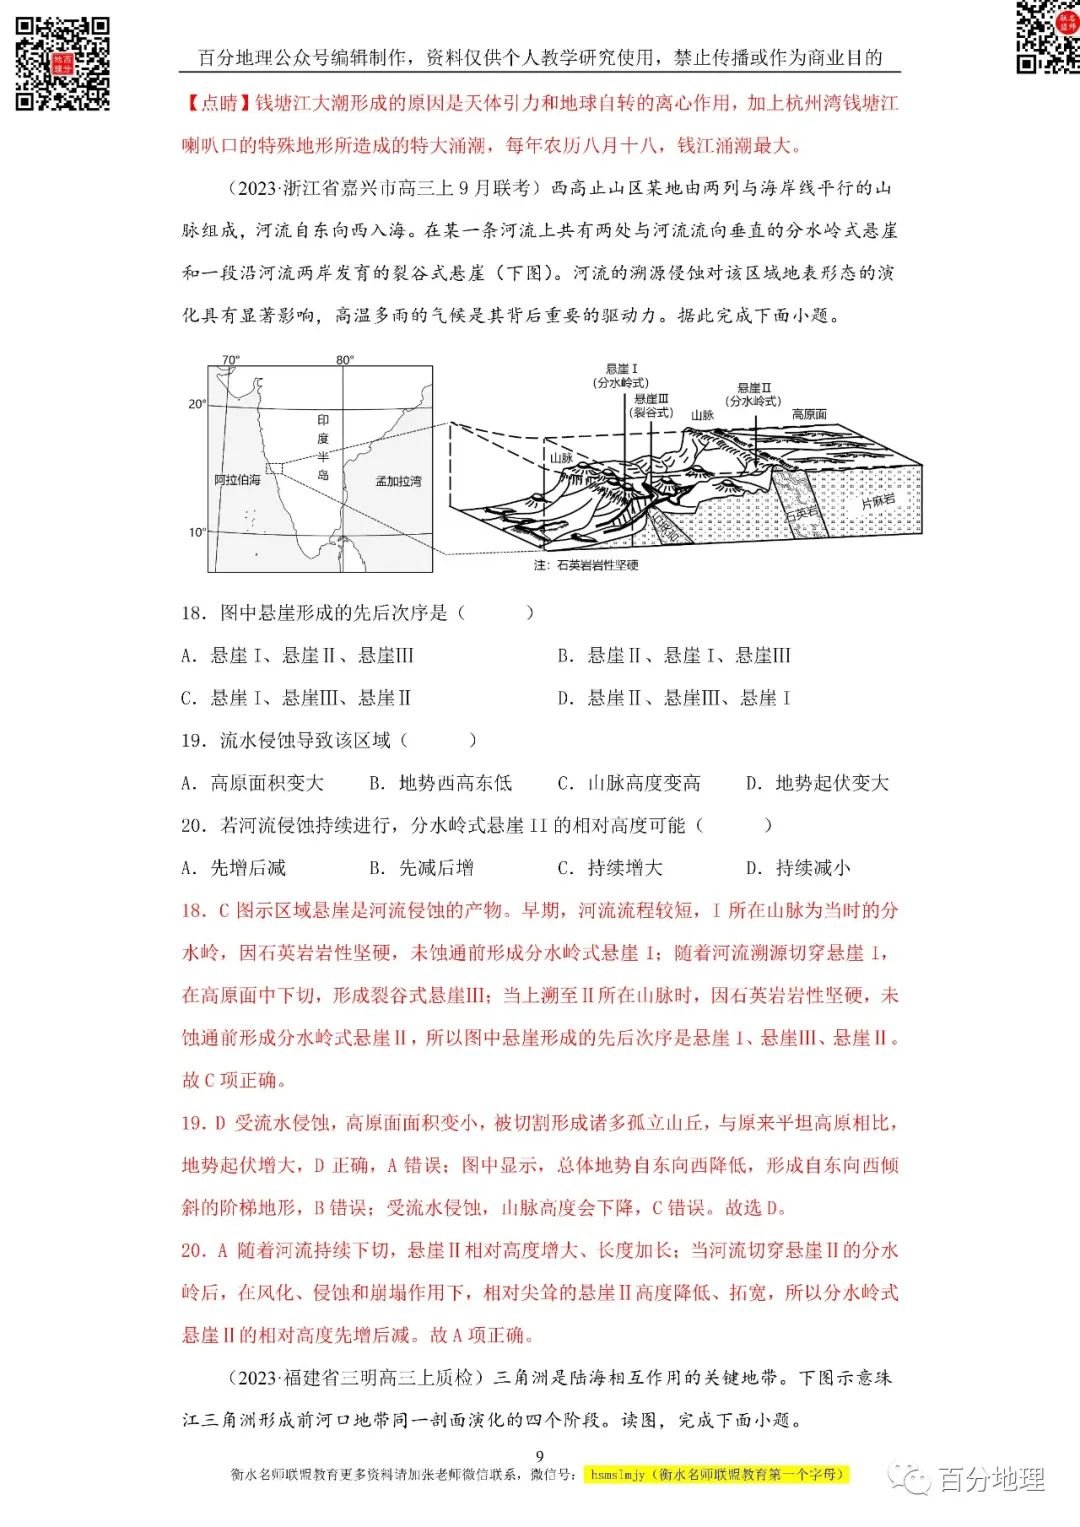 百分地理公众号编辑制作，资料仅供个人教学研究使用，禁止传播或作为商业目的
【点睛】钱塘江大潮形成的原因是天体引力和地球自转的离心作用，加上杭州湾钱塘江
喇叭口的特殊地形所造成的特大涌潮，每年农历八月十八，钱江涌潮最大。
（2023·浙江省嘉兴市高三上9月联考）西高止山区某地由两列与海岸线平行的山
脉组成，河流自东向西入海。在某一条河流上共有两处与河流流向垂直的分水岭式悬崖
和一段沿河流两岸发育的裂谷式悬崖（下图）。河流的溯源侵蚀对该区域地表形态的演
化具有显著影响，高温多雨的气候是其背后重要的驱动力。据此完成下面小题。
70° 80°
20°
10°
印度半岛
阿拉伯海
孟加拉湾
悬崖Ⅰ
（分水岭式）
悬崖Ⅲ
（裂谷式）
山脉
悬崖Ⅱ
（分水岭式）
高原面
山脉
石英岩
石英岩
片麻岩
注：石英岩岩性坚硬
18．图中悬崖形成的先后次序是（　　）
A．悬崖I、悬崖Ⅱ、悬崖Ⅲ　　B．悬崖Ⅱ、悬崖I、悬崖Ⅲ
C．悬崖I、悬崖Ⅲ、悬崖Ⅱ　　D．悬崖Ⅱ、悬崖Ⅲ、悬崖I
19．流水侵蚀导致该区域（　　）
A．高原面积变大　　B．地势西高东低　　C．山脉高度变高　　D．地势起伏变大
20．若河流侵蚀持续进行，分水岭式悬崖II的相对高度可能（　　）
A．先增后减　　B．先减后增　　C．持续增大　　D．持续减小
18．C 图示区域悬崖是河流侵蚀的产物。早期，河流流程较短，I所在山脉为当时的分
水岭，因石英岩岩性坚硬，未蚀通前形成分水岭式悬崖I；随着河流溯源切穿悬崖I，
在高原面中下切，形成裂谷式悬崖Ⅲ；当上溯至Ⅱ所在山脉时，因石英岩岩性坚硬，未
蚀通前形成分水岭式悬崖Ⅱ，所以图中悬崖形成的先后次序是悬崖I、悬崖Ⅲ、悬崖Ⅱ。
故C项正确。
19．D 受流水侵蚀，高原面面积变小，被切割形成诸多孤立山丘，与原来平坦高原相比，
地势起伏增大，D正确，A错误；图中显示，总体地势自东向西降低，形成自东向西倾
斜的阶梯地形，B错误；受流水侵蚀，山脉高度会下降，C错误。故选D。
20．A 随着河流持续下切，悬崖Ⅱ相对高度增大、长度加长；当河流切穿悬崖Ⅱ的分水
岭后，在风化、侵蚀和崩塌作用下，相对尖耸的悬崖Ⅱ高度降低、拓宽，所以分水岭式
悬崖Ⅱ的相对高度先增后减。故A项正确。
（2023·福建省三明高三上质检）三角洲是陆海相互作用的关键地带。下图示意珠
江三角洲形成前河口地带同一剖面演化的四个阶段。读图，完成下面小题。
9
衡水名师联盟教育更多资料请加张老师微信联系，微信号：hsmslmjy（衡水名师联盟教育第一个字母）
百分地理